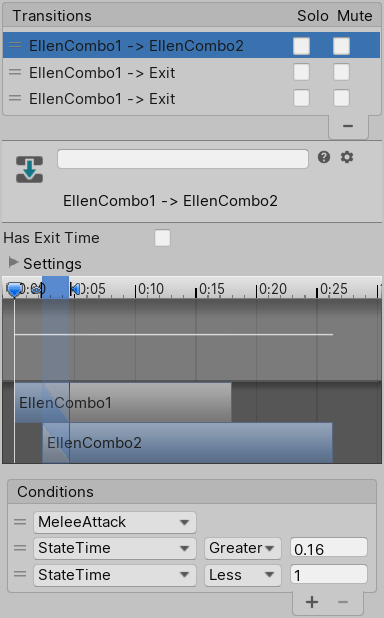 Transitions Solo Mute
EllenCombo1 -> EllenCombo2
EllenCombo1 -> Exit
EllenCombo1 -> Exit
EllenCombo1 -> EllenCombo2
Has Exit Time
Settings
0:00 0:05 0:10 0:15 0:20 0:25
EllenCombo1
EllenCombo2
Conditions
MeleeAttack
StateTime Greater 0.16
StateTime Less 1